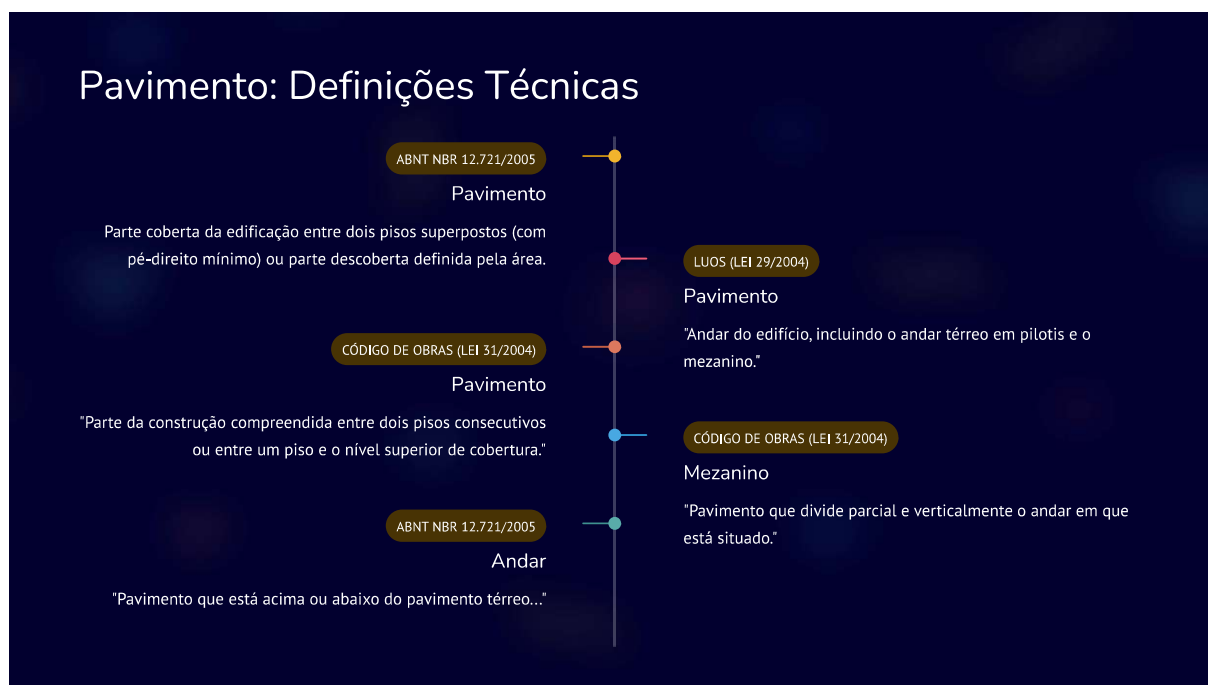 Pavimento: Definições Técnicas
ABNT NBR 12.721/2005
Pavimento
Parte coberta da edificação entre dois pisos superpostos (com
pé-direito mínimo) ou parte descoberta definida pela área.
LUOS (LEI 29/2004)
Pavimento
"Andar do edifício, incluindo o andar térreo em pilotis e o
mezanino."
CÓDIGO DE OBRAS (LEI 31/2004)
Pavimento
"Parte da construção compreendida entre dois pisos consecutivos
ou entre um piso e o nível superior de cobertura."
CÓDIGO DE OBRAS (LEI 31/2004)
Mezanino
"Pavimento que divide parcial e verticalmente o andar em que
está situado."
ABNT NBR 12.721/2005
Andar
"Pavimento que está acima ou abaixo do pavimento térreo..."